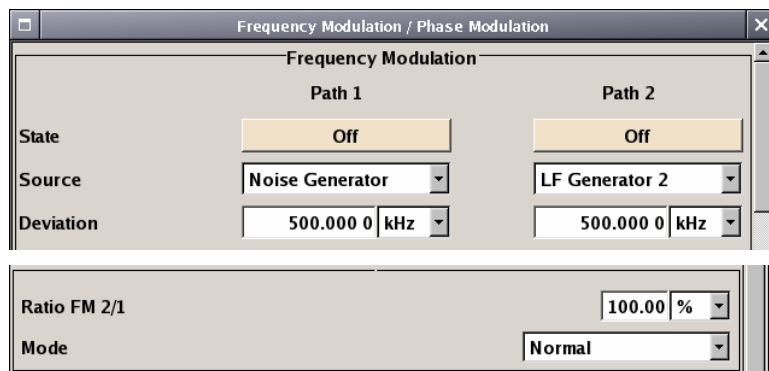 Frequency Modulation / Phase Modulation
Frequency Modulation
Path 1 Path 2
State Off Off
Source Noise Generator LF Generator 2
Deviation 500.000 0 kHz 500.000 0 kHz
Ratio FM 2/1 100.00 %
Mode Normal